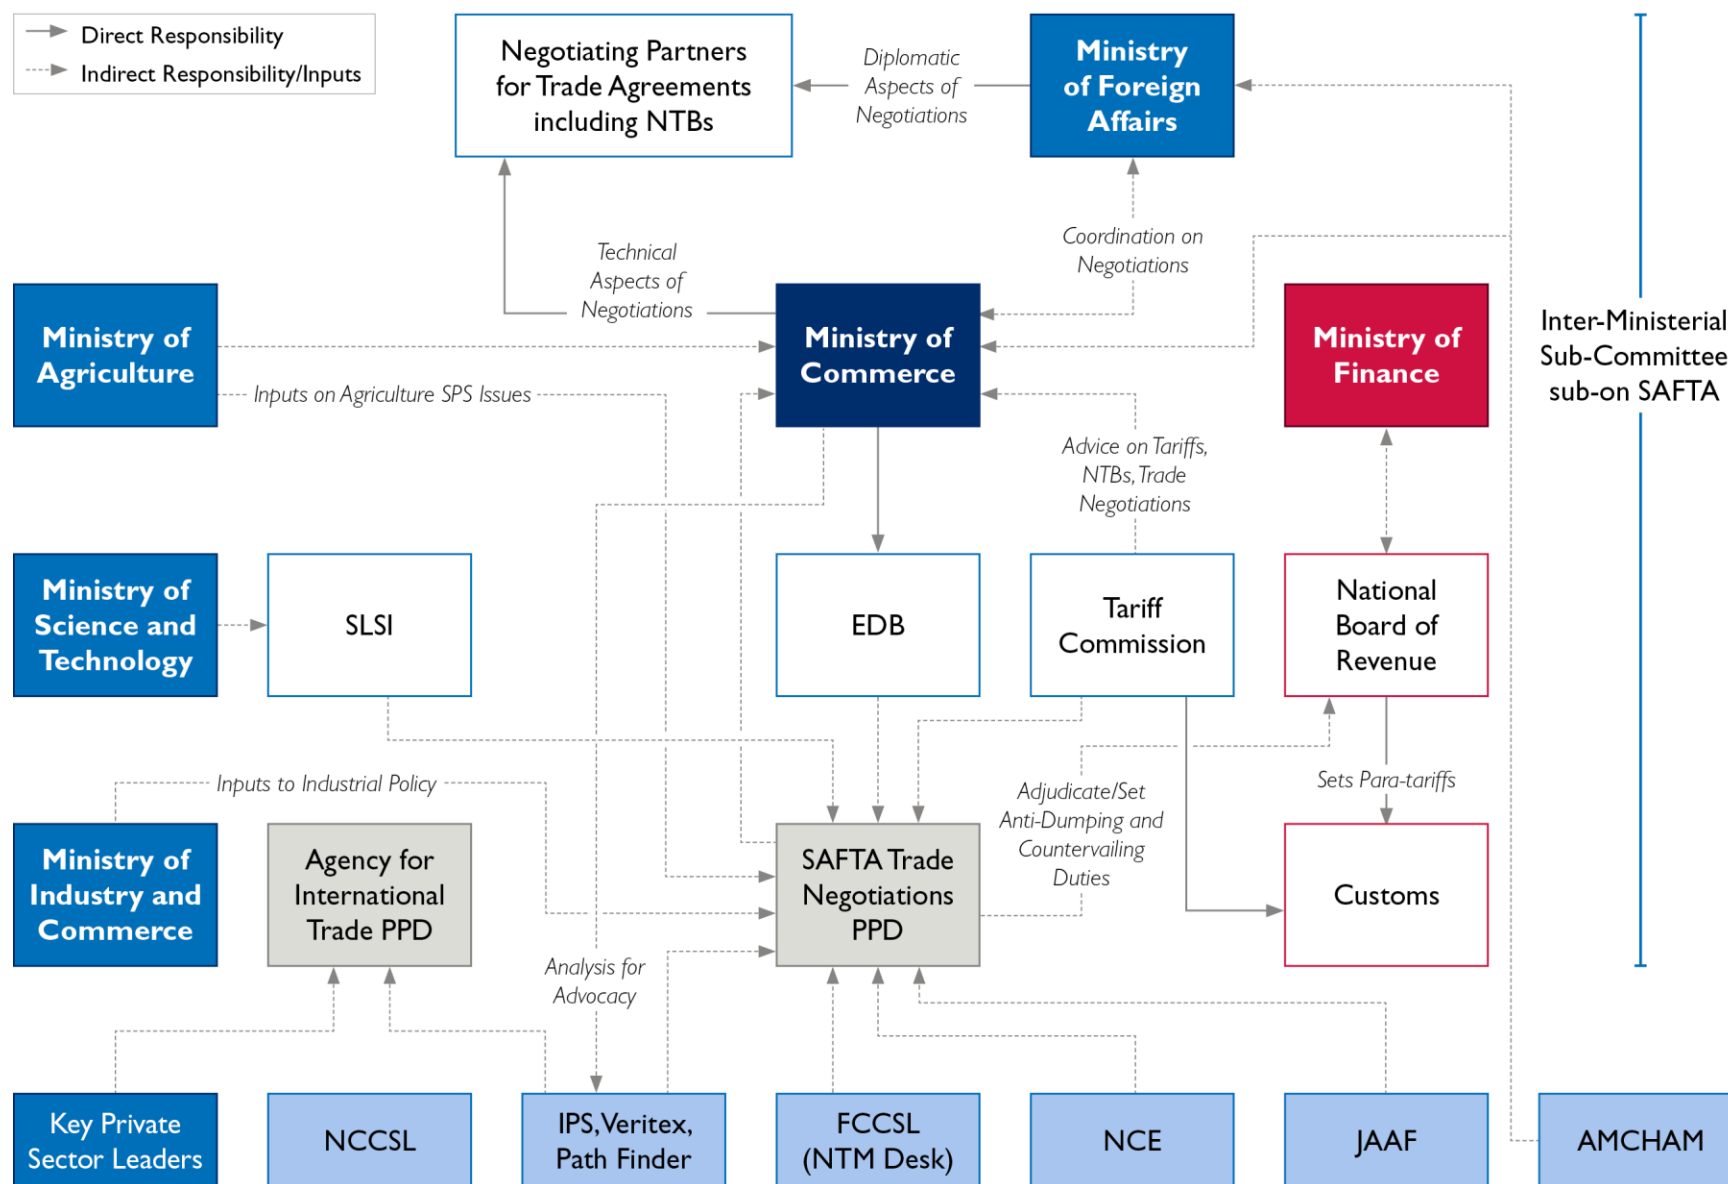 Direct Responsibility
Indirect Responsibility/Inputs
Negotiating Partners
for Trade Agreements
including NTBs
Diplomatic
Aspects of
Negotiations
Ministry
of Foreign
Affairs
Technical
Aspects of
Negotiations
Coordination on
Negotiations
Ministry of
Agriculture
Inputs on Agriculture SPS Issues
Ministry of
Commerce
Ministry of
Finance
Inter-Ministerial
Sub-Committee
sub-on SAFTA
Advice on Tariffs,
NTBs, Trade
Negotiations
Ministry of
Science and
Technology
SLSI
EDB
Tariff
Commission
National
Board of
Revenue
Inputs to Industrial Policy
Adjudicate/Set
Anti-Dumping and
Countervailing
Duties
Sets Para-tariffs
Ministry of
Industry and
Commerce
Agency for
International
Trade PPD
SAFTA Trade
Negotiations
PPD
Customs
Analysis for
Advocacy
Key Private
Sector Leaders
NCCSL
IPS, Veritex,
Path Finder
FCCSL
(NTM Desk)
NCE
JAAF
AMCHAM